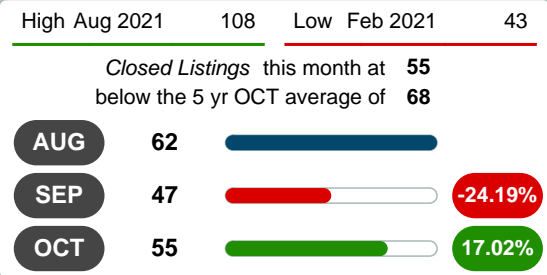 High Aug 2021 108 Low Feb 2021 43
Closed Listings this month at 55
below the 5 yr OCT average of 68
AUG 62
SEP 47 -24.19%
OCT 55 17.02%